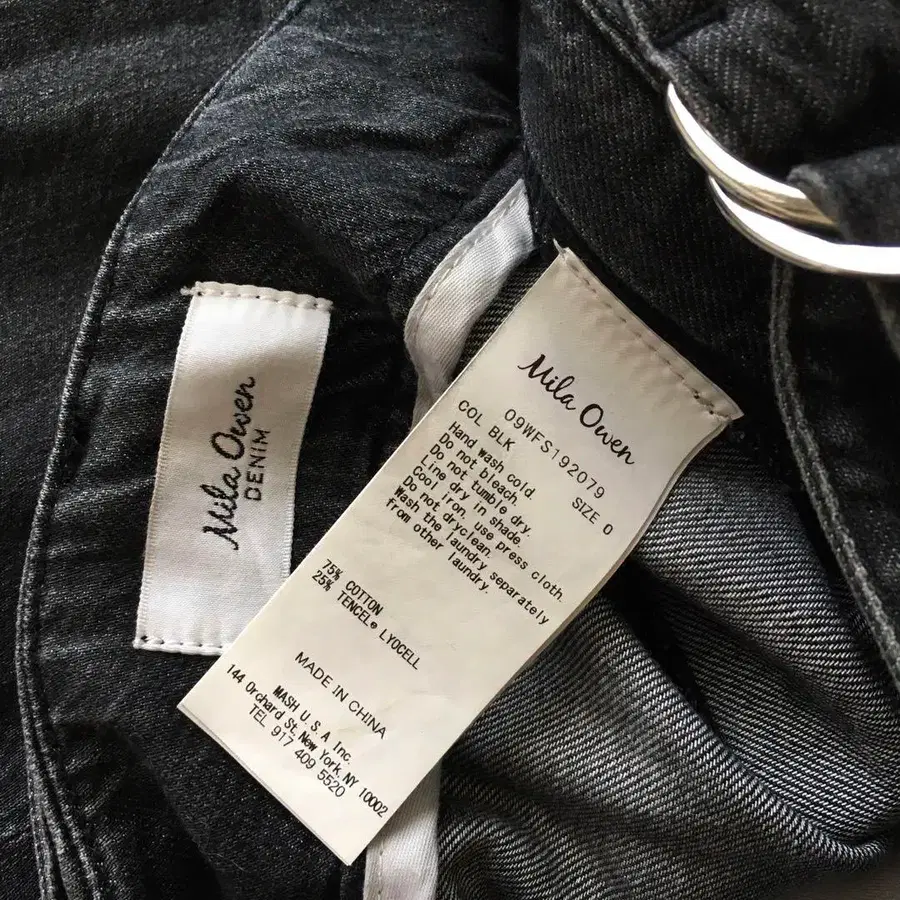 Mila Owen
DENIM
Mila Owen
09WFS192079
COL BLK SIZE 0
Hand wash cold.
Do not bleach.
Do not tumble dry.
Line dry in shade.
Cool iron, use press cloth.
Do not dryclean.
Wash the laundry separately
from other laundry.
75% COTTON
25% TENCEL® LYOCELL
MADE IN CHINA
MASH U.S.A Inc.
144 Orchard St, New York, NY 10002
TEL 917 409 5520